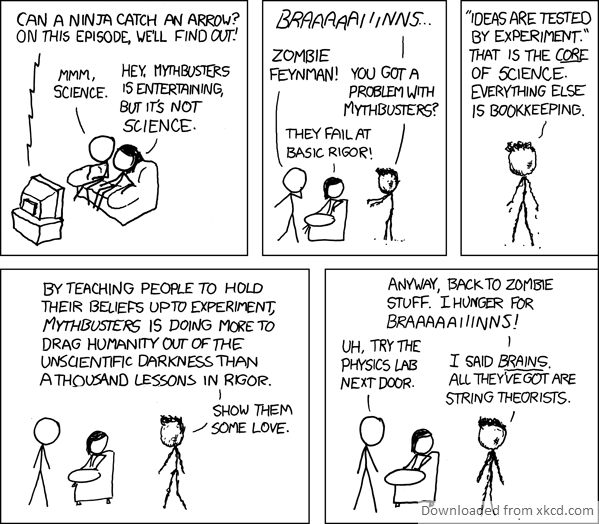 CAN A NINJA CATCH AN ARROW?
ON THIS EPISODE, WE'LL FIND OUT!
MMM,
SCIENCE.
HEY, MYTHBUSTERS
IS ENTERTAINING,
BUT IT'S NOT
SCIENCE.
BRAAAAAIIINNS...
ZOMBIE
FEYNMAN!
YOU GOT A
PROBLEM WITH
MYTHBUSTERS?
THEY FAIL AT
BASIC RIGOR!
"IDEAS ARE TESTED
BY EXPERIMENT."
THAT IS THE CORE
OF SCIENCE.
EVERYTHING ELSE
IS BOOKKEEPING.
BY TEACHING PEOPLE TO HOLD
THEIR BELIEFS UP TO EXPERIMENT,
MYTHBUSTERS IS DOING MORE TO
DRAG HUMANITY OUT OF THE
UNSCIENTIFIC DARKNESS THAN
A THOUSAND LESSONS IN RIGOR.
SHOW THEM
SOME LOVE.
ANYWAY, BACK TO ZOMBIE
STUFF. I HUNGER FOR
BRAAAAAIIINNS!
UH, TRY THE
PHYSICS LAB
NEXT DOOR.
I SAID BRAINS.
ALL THEY'VE GOT ARE
STRING THEORISTS.
Downloaded from xkcd.com